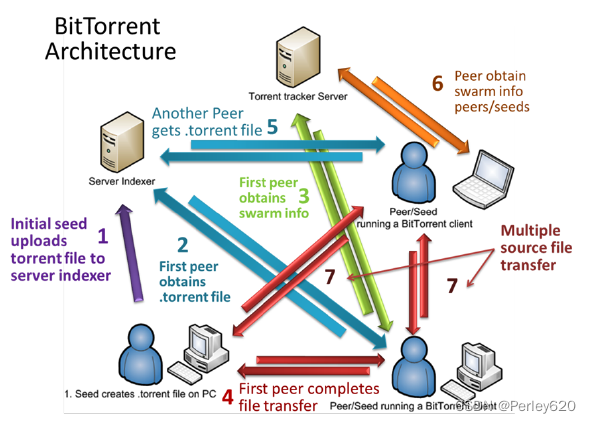 BitTorrent
Architecture
Torrent tracker Server
6
Peer obtain
swarm info
peers/seeds
Another Peer
gets .torrent file
5
Server Indexer
First peer
obtains
swarm info
3
Peer/Seed
running a BitTorrent client
Initial seed
uploads
torrent file to
server indexer
1
2
First peer
obtains
.torrent file
Multiple
source file
transfer
7
7
1. Seed creates .torrent file on PC
4
First peer completes
file transfer
Peer/Seed running a BitTorrent Client
CSDN @Perley620